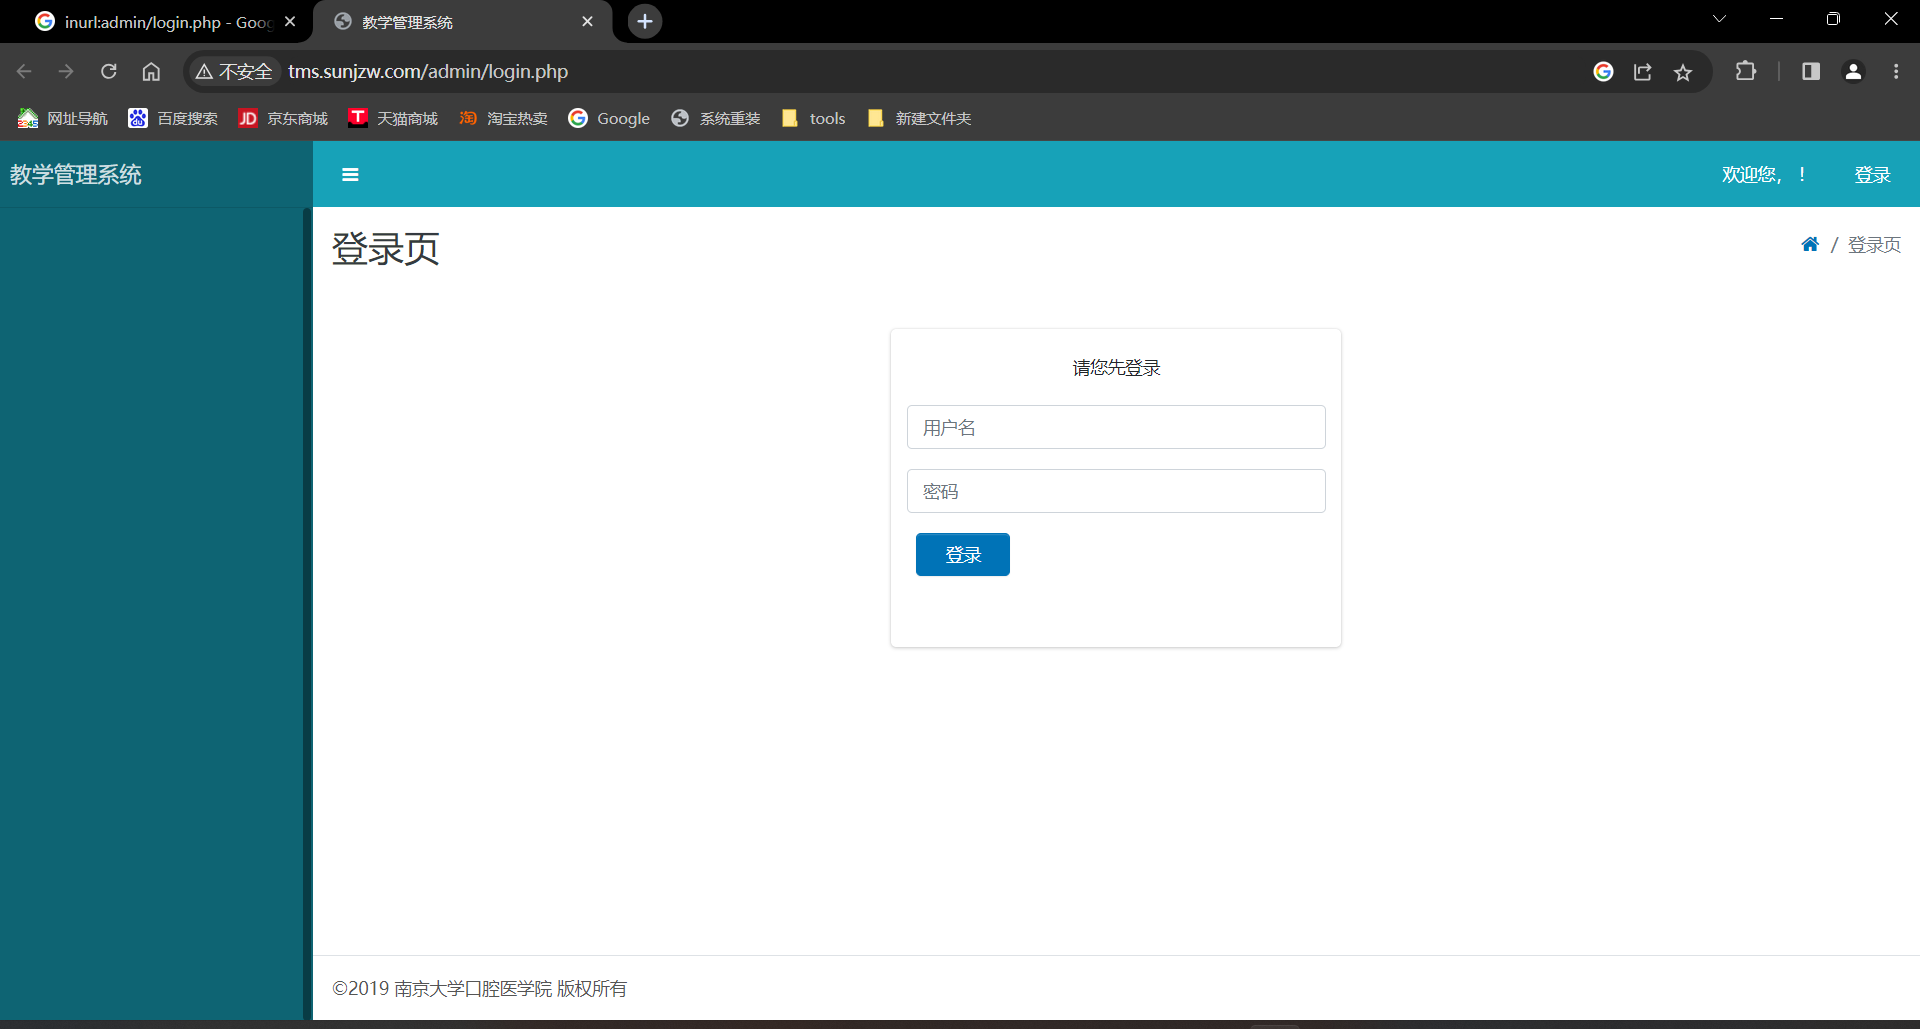 inurl:admin/login.php - Goog
教学管理系统
不安全 tms.sunjzw.com/admin/login.php
网址导航 百度搜索 京东商城 天猫商城 淘宝热卖 Google 系统重装 tools 新建文件夹
教学管理系统
欢迎您， ！ 登录
登录页
/ 登录页
请您先登录
用户名
密码
登录
©2019 南京大学口腔医学院 版权所有